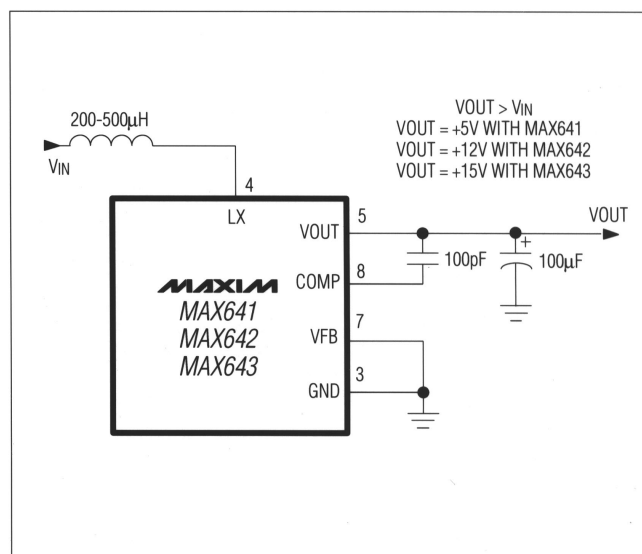 200-500µH
VIN
VOUT > VIN
VOUT = +5V WITH MAX641
VOUT = +12V WITH MAX642
VOUT = +15V WITH MAX643
4
LX
VOUT
5
VOUT
100pF
+
100µF
COMP
8
MAXIM
MAX641
MAX642
MAX643
VFB
7
GND
3